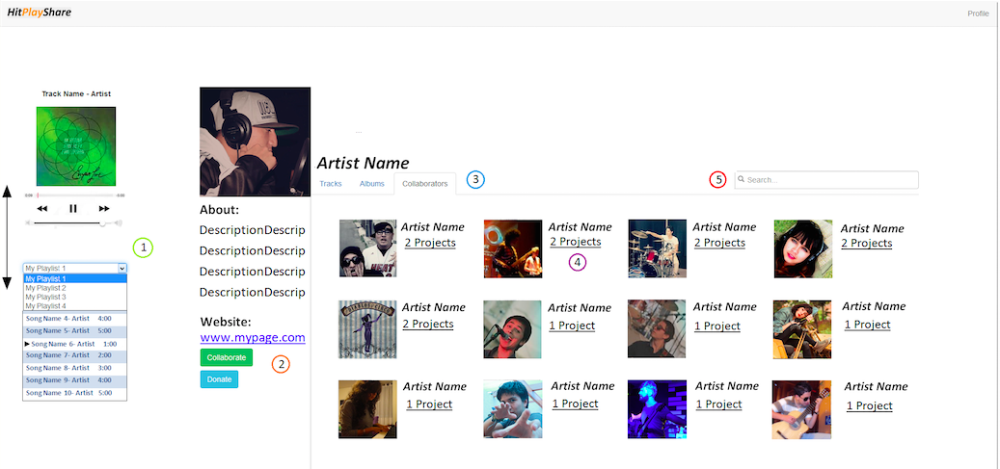 HitPlayShare
Profile
Track Name - Artist
...
Artist Name
Tracks
Albums
Collaborators
3
5
Search...
My Playlist 1
My Playlist 1
My Playlist 2
My Playlist 3
My Playlist 4
Song Name 4- Artist 4:00
Song Name 5- Artist 5:00
Song Name 6- Artist 1:00
Song Name 7- Artist 2:00
Song Name 8- Artist 3:00
Song Name 9- Artist 4:00
Song Name 10- Artist 5:00
1
About:
DescriptionDescrip
DescriptionDescrip
DescriptionDescrip
DescriptionDescrip
Website:
www.mypage.com
Collaborate
Donate
2
Artist Name
2 Projects
Artist Name
2 Projects
4
Artist Name
2 Projects
Artist Name
2 Projects
Artist Name
2 Projects
Artist Name
1 Project
Artist Name
1 Project
Artist Name
1 Project
Artist Name
1 Project
Artist Name
1 Project
Artist Name
1 Project
Artist Name
1 Project